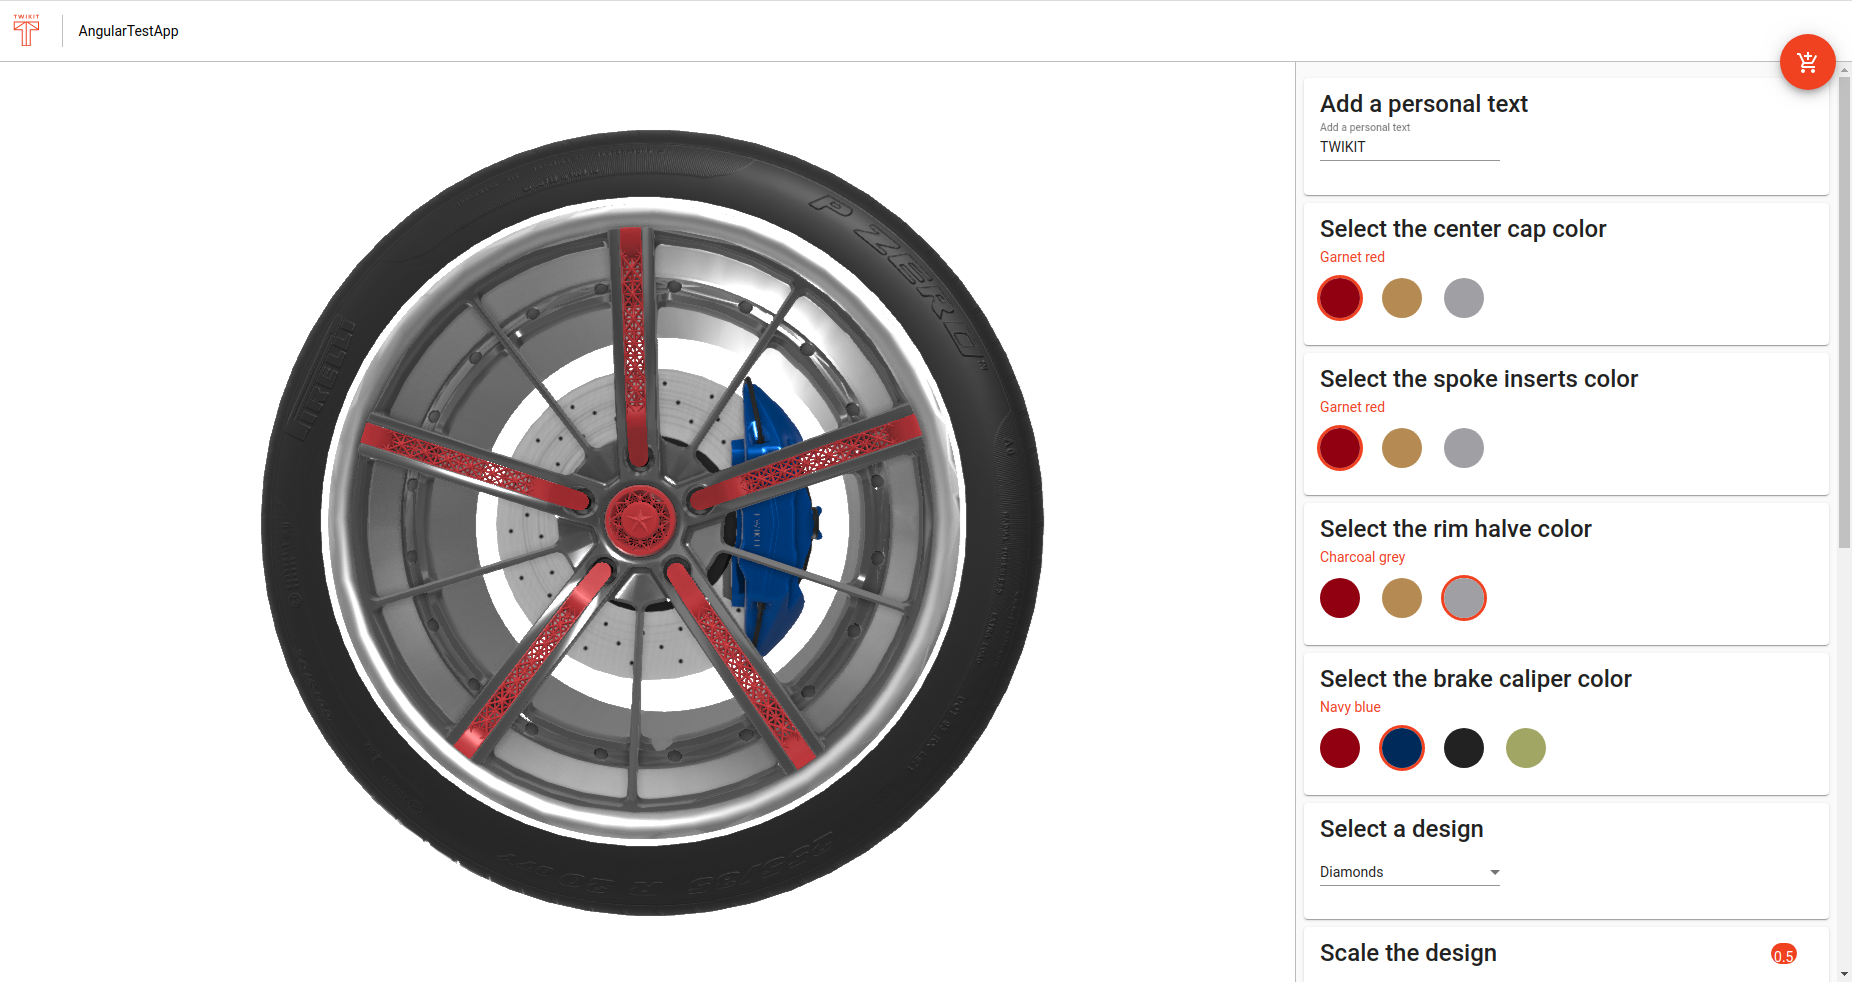 TWIKIT
AngularTestApp
Add a personal text
Add a personal text
TWIKIT
Select the center cap color
Garnet red
Select the spoke inserts color
Garnet red
Select the rim halve color
Charcoal grey
Select the brake caliper color
Navy blue
Select a design
Diamonds
Scale the design
0.5
P ZERO
PIRELLI
TWIKIT